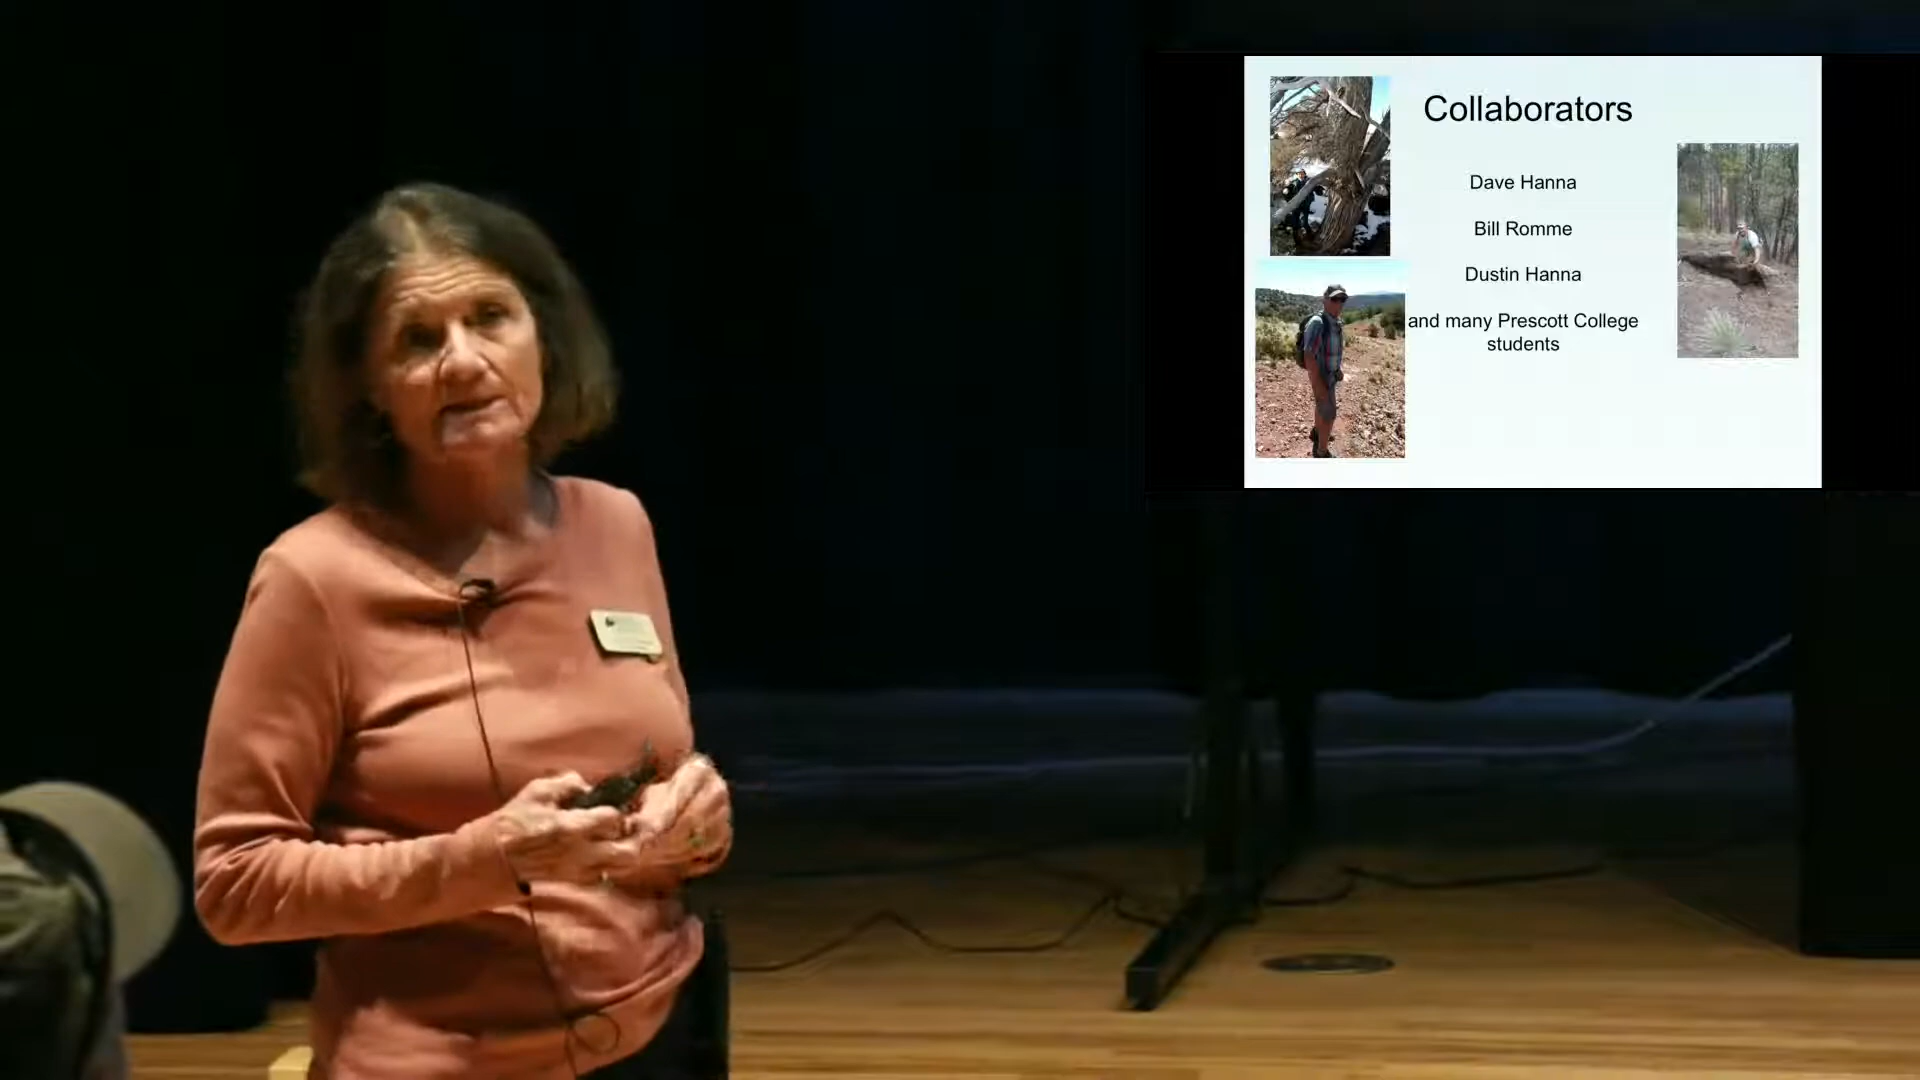 Collaborators
Dave Hanna
Bill Romme
Dustin Hanna
and many Prescott College
students